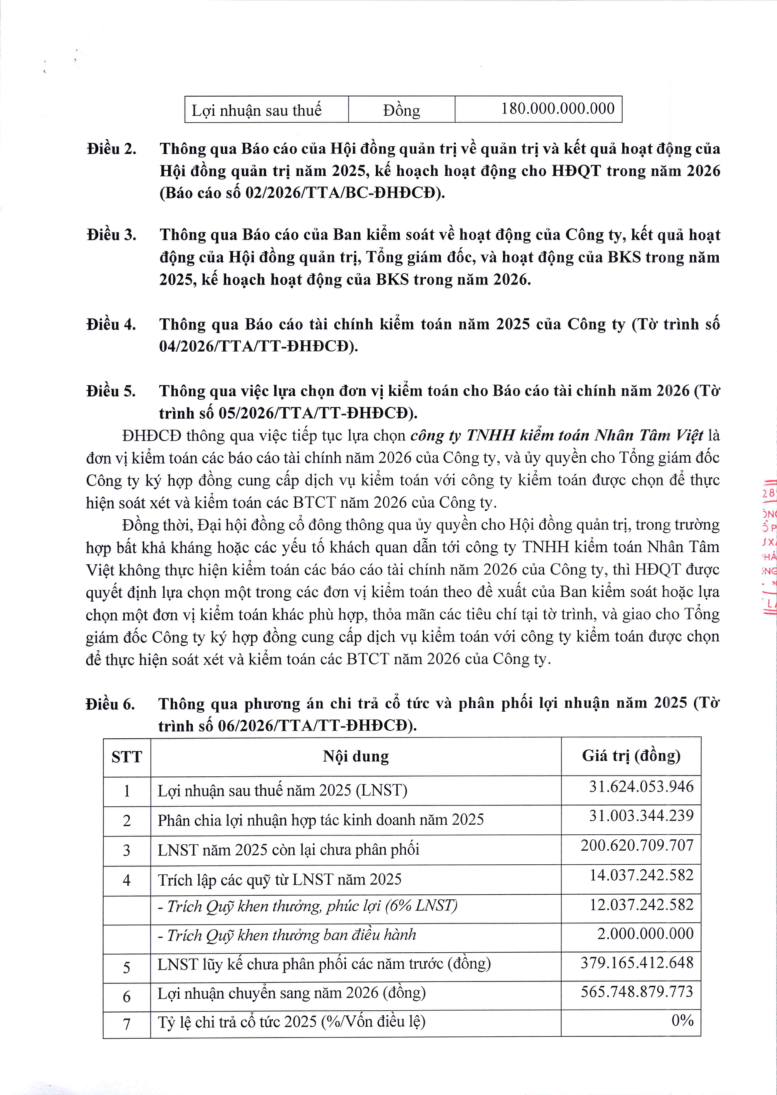 Lợi nhuận sau thuế Đồng 180.000.000.000
Điều 2. Thông qua Báo cáo của Hội đồng quản trị về quản trị và kết quả hoạt động của
Hội đồng quản trị năm 2025, kế hoạch hoạt động cho HĐQT trong năm 2026
(Báo cáo số 02/2026/TTA/BC-ĐHĐCĐ).
Điều 3. Thông qua Báo cáo của Ban kiểm soát về hoạt động của Công ty, kết quả hoạt
động của Hội đồng quản trị, Tổng giám đốc, và hoạt động của BKS trong năm
2025, kế hoạch hoạt động của BKS trong năm 2026.
Điều 4. Thông qua Báo cáo tài chính kiểm toán năm 2025 của Công ty (Tờ trình số
04/2026/TTA/TT-ĐHĐCĐ).
Điều 5. Thông qua việc lựa chọn đơn vị kiểm toán cho Báo cáo tài chính năm 2026 (Tờ
trình số 05/2026/TTA/TT-ĐHĐCĐ).
ĐHĐCĐ thông qua việc tiếp tục lựa chọn công ty TNHH kiểm toán Nhân Tâm Việt là
đơn vị kiểm toán các báo cáo tài chính năm 2026 của Công ty, và ủy quyền cho Tổng giám đốc
Công ty ký hợp đồng cung cấp dịch vụ kiểm toán với công ty kiểm toán được chọn để thực
hiện soát xét và kiểm toán các BTCT năm 2026 của Công ty.
Đồng thời, Đại hội đồng cổ đông thông qua ủy quyền cho Hội đồng quản trị, trong trường
hợp bất khả kháng hoặc các yếu tố khách quan dẫn tới công ty TNHH kiểm toán Nhân Tâm
Việt không thực hiện kiểm toán các báo cáo tài chính năm 2026 của Công ty, thì HĐQT được
quyết định lựa chọn một trong các đơn vị kiểm toán theo đề xuất của Ban kiểm soát hoặc lựa
chọn một đơn vị kiểm toán khác phù hợp, thỏa mãn các tiêu chí tại tờ trình, và giao cho Tổng
giám đốc Công ty ký hợp đồng cung cấp dịch vụ kiểm toán với công ty kiểm toán được chọn
để thực hiện soát xét và kiểm toán các BTCT năm 2026 của Công ty.
Điều 6. Thông qua phương án chi trả cổ tức và phân phối lợi nhuận năm 2025 (Tờ
trình số 06/2026/TTA/TT-ĐHĐCĐ).
STT Nội dung Giá trị (đồng)
1 Lợi nhuận sau thuế năm 2025 (LNST) 31.624.053.946
2 Phân chia lợi nhuận hợp tác kinh doanh năm 2025 31.003.344.239
3 LNST năm 2025 còn lại chưa phân phối 200.620.709.707
4 Trích lập các quỹ từ LNST năm 2025 14.037.242.582
- Trích Quỹ khen thưởng, phúc lợi (6% LNST) 12.037.242.582
- Trích Quỹ khen thưởng ban điều hành 2.000.000.000
5 LNST lũy kế chưa phân phối các năm trước (đồng) 379.165.412.648
6 Lợi nhuận chuyển sang năm 2026 (đồng) 565.748.879.773
7 Tỷ lệ chi trả cổ tức 2025 (%/Vốn điều lệ) 0%